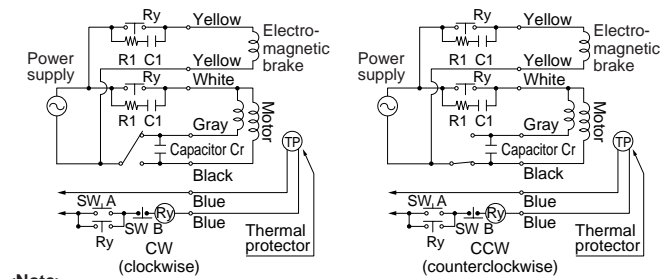 Ry
Yellow
Electro-
magnetic
brake
R1 C1
Yellow
Power
supply
Ry
White
R1 C1
Gray
Motor
Capacitor Cr
TP
Black
SW A
Blue
Ry
Blue
Ry
SW B
CW
(clockwise)
Thermal
protector
Ry
Yellow
Electro-
magnetic
brake
R1 C1
Yellow
Power
supply
Ry
White
R1 C1
Gray
Motor
Capacitor Cr
TP
Black
SW A
Blue
Ry
Blue
Ry
SW B
CCW
(counterclockwise)
Thermal
protector